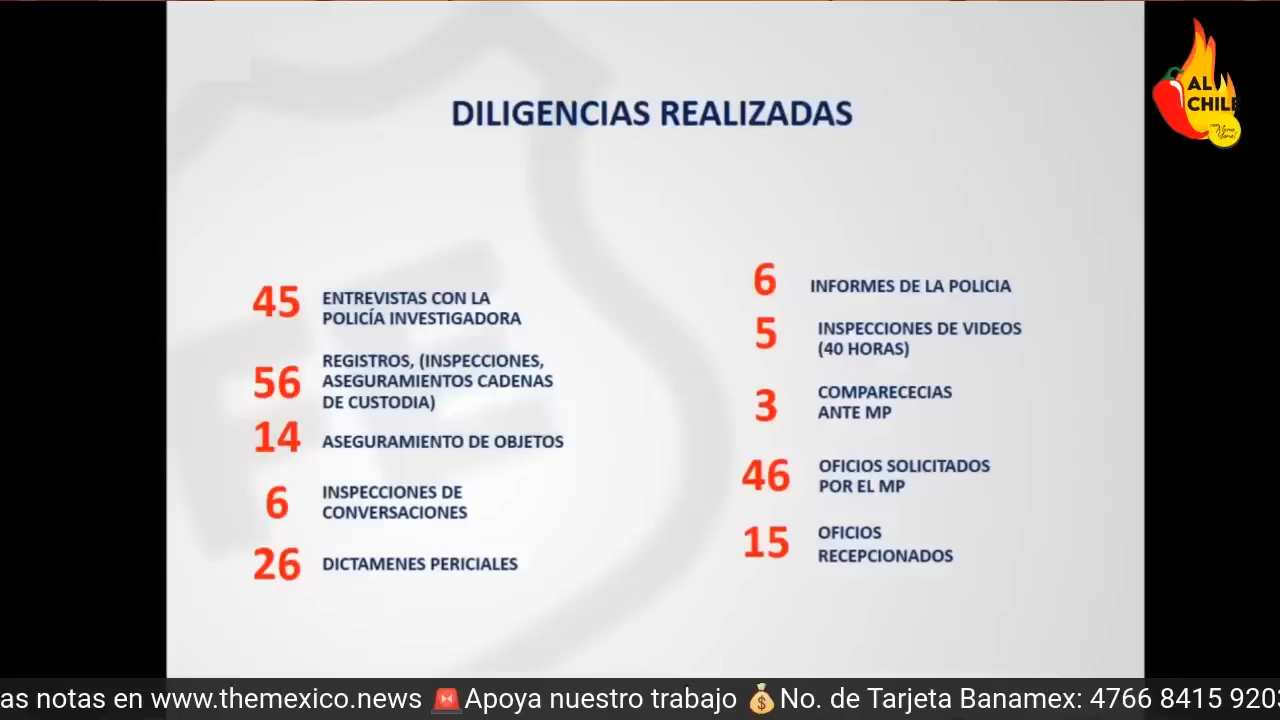 DILIGENCIAS REALIZADAS
AL
CHILE
45 ENTREVISTAS CON LA
POLICÍA INVESTIGADORA
56 REGISTROS, (INSPECCIONES,
ASEGURAMIENTOS CADENAS
DE CUSTODIA)
14 ASEGURAMIENTO DE OBJETOS
6 INSPECCIONES DE
CONVERSACIONES
26 DICTAMENES PERICIALES
6 INFORMES DE LA POLICIA
5 INSPECCIONES DE VIDEOS
(40 HORAS)
3 COMPARECECIAS
ANTE MP
46 OFICIOS SOLICITADOS
POR EL MP
15 OFICIOS
RECEPCIONADOS
as notas en www.themexico.news 🚨Apoya nuestro trabajo 💰No. de Tarjeta Banamex: 4766 8415 9203